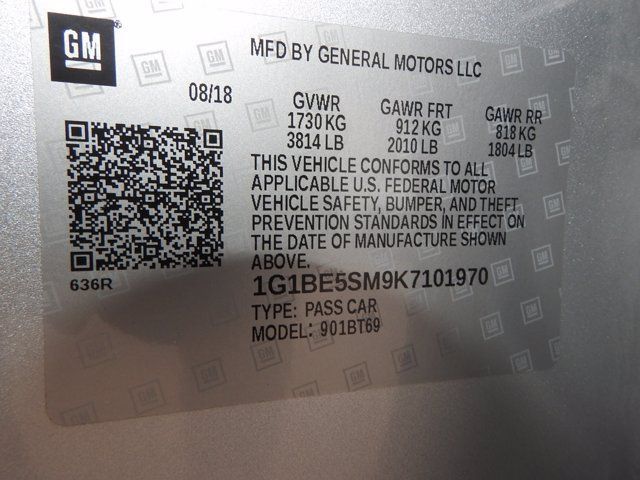 GM
MFD BY GENERAL MOTORS LLC
08/18
GVWR
1730 KG
3814 LB
GAWR FRT
912 KG
2010 LB
GAWR RR
818 KG
1804 LB
THIS VEHICLE CONFORMS TO ALL
APPLICABLE U.S. FEDERAL MOTOR
VEHICLE SAFETY, BUMPER, AND THEFT
PREVENTION STANDARDS IN EFFECT ON
THE DATE OF MANUFACTURE SHOWN
ABOVE.
636R
1G1BE5SM9K7101970
TYPE: PASS CAR
MODEL: 901BT69